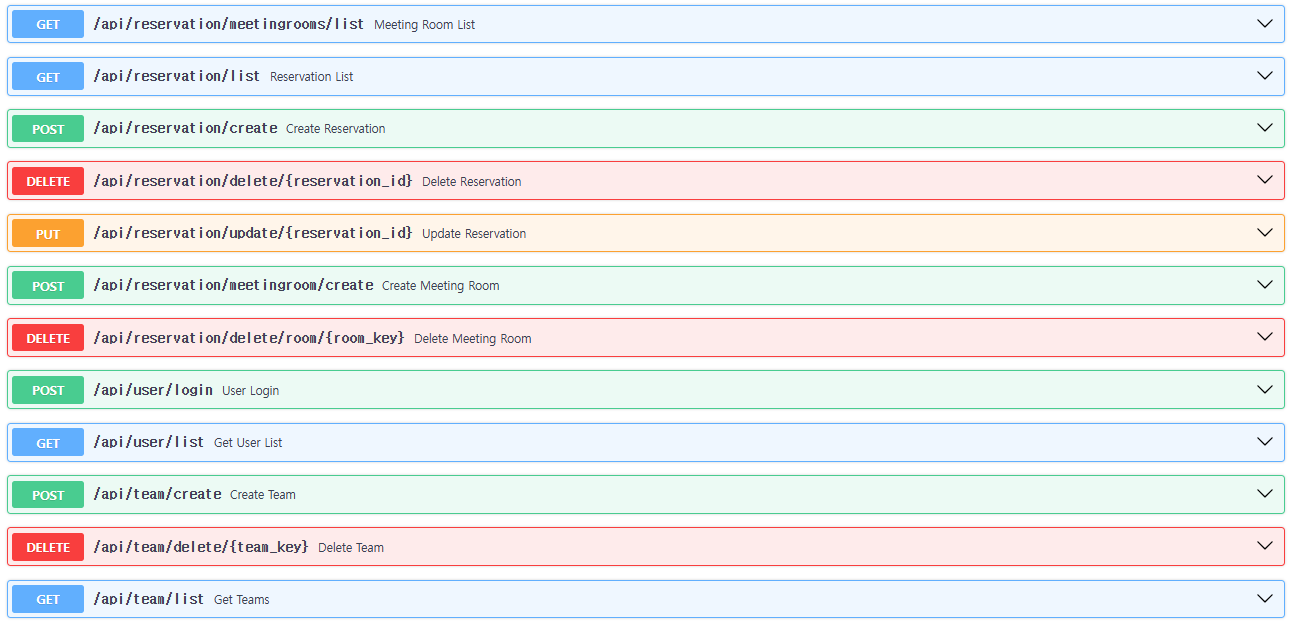 GET /api/reservation/meetingrooms/list Meeting Room List
GET /api/reservation/list Reservation List
POST /api/reservation/create Create Reservation
DELETE /api/reservation/delete/{reservation_id} Delete Reservation
PUT /api/reservation/update/{reservation_id} Update Reservation
POST /api/reservation/meetingroom/create Create Meeting Room
DELETE /api/reservation/delete/room/{room_key} Delete Meeting Room
POST /api/user/login User Login
GET /api/user/list Get User List
POST /api/team/create Create Team
DELETE /api/team/delete/{team_key} Delete Team
GET /api/team/list Get Teams